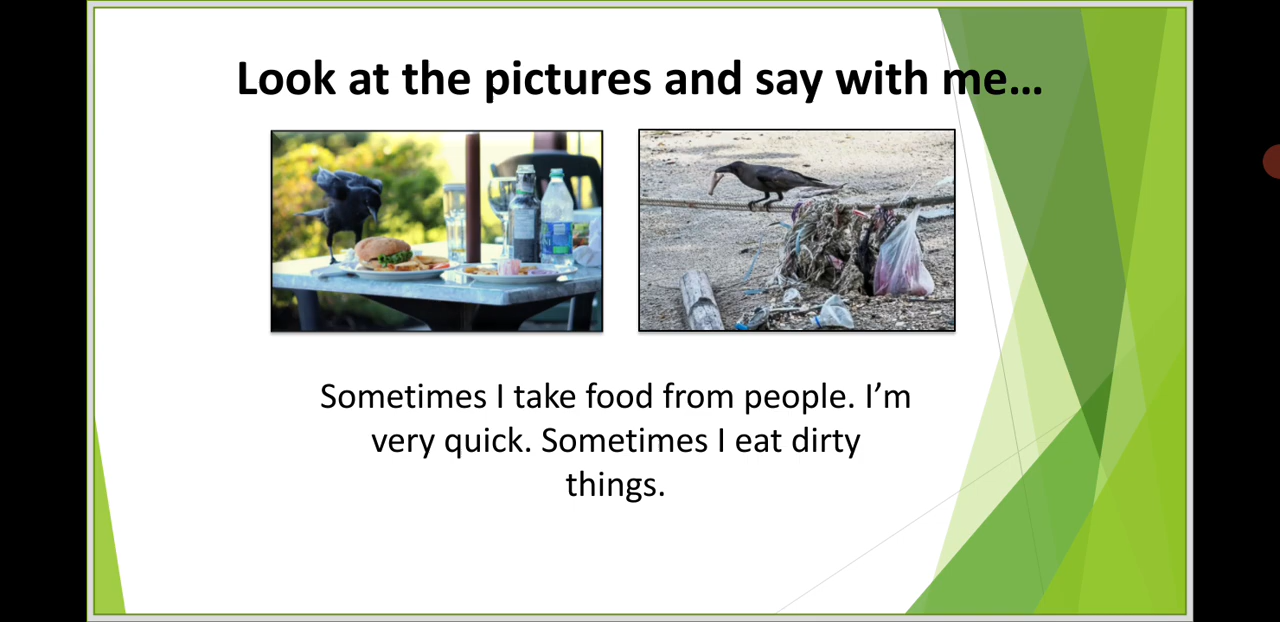 Look at the pictures and say with me…
Sometimes I take food from people. I’m
very quick. Sometimes I eat dirty
things.